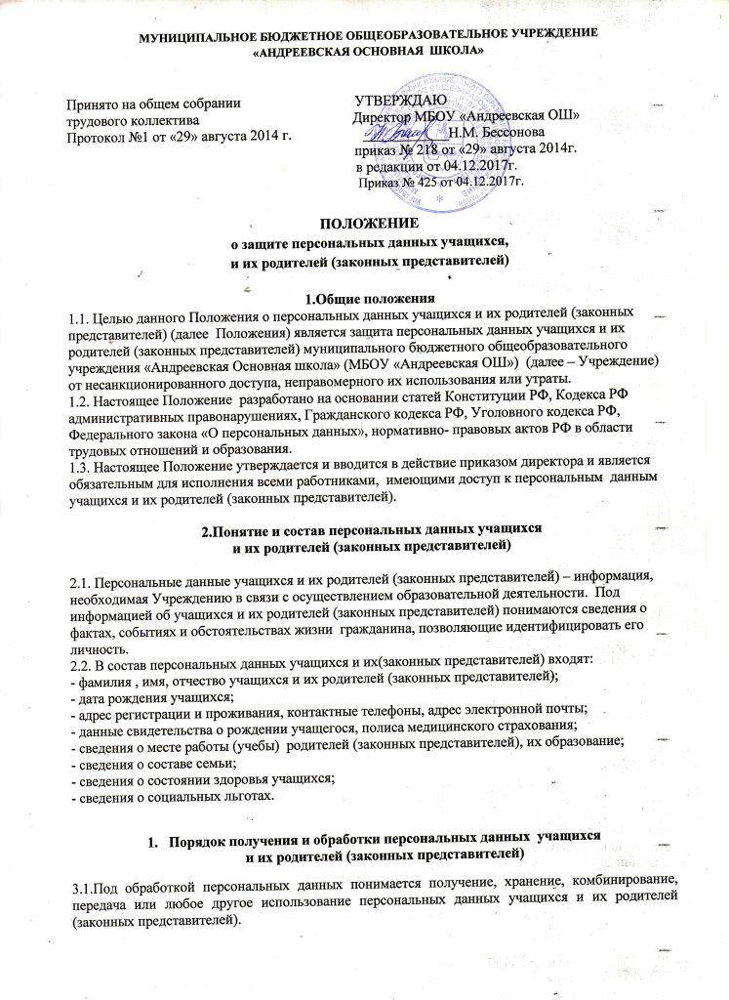 МУНИЦИПАЛЬНОЕ БЮДЖЕТНОЕ ОБЩЕОБРАЗОВАТЕЛЬНОЕ УЧРЕЖДЕНИЕ
«АНДРЕЕВСКАЯ ОСНОВНАЯ ШКОЛА»
Принято на общем собрании
трудового коллектива
Протокол №1 от «29» августа 2014 г.
УТВЕРЖДАЮ
Директор МБОУ «Андреевская ОШ»
Н.М. Бессонова
приказ № 218 от «29» августа 2014г.
в редакции от 04.12.2017г.
Приказ № 425 от 04.12.2017г.
ПОЛОЖЕНИЕ
о защите персональных данных учащихся,
и их родителей (законных представителей)
1.Общие положения
1.1. Целью данного Положения о персональных данных учащихся и их родителей (законных
представителей) (далее Положения) является защита персональных данных учащихся и их
родителей (законных представителей) муниципального бюджетного общеобразовательного
учреждения «Андреевская Основная школа» (МБОУ «Андреевская ОШ») (далее – Учреждение)
от несанкционированного доступа, неправомерного их использования или утраты.
1.2. Настоящее Положение разработано на основании статей Конституции РФ, Кодекса РФ
административных правонарушениях, Гражданского кодекса РФ, Уголовного кодекса РФ,
Федерального закона «О персональных данных», нормативно- правовых актов РФ в области
трудовых отношений и образования.
1.3. Настоящее Положение утверждается и вводится в действие приказом директора и является
обязательным для исполнения всеми работниками, имеющими доступ к персональным данным
учащихся и их родителей (законных представителей).
2.Понятие и состав персональных данных учащихся
и их родителей (законных представителей)
2.1. Персональные данные учащихся и их родителей (законных представителей) – информация,
необходимая Учреждению в связи с осуществлением образовательной деятельности. Под
информацией об учащихся и их родителей (законных представителей) понимаются сведения о
фактах, событиях и обстоятельствах жизни гражданина, позволяющие идентифицировать его
личность.
2.2. В состав персональных данных учащихся и их(законных представителей) входят:
- фамилия , имя, отчество учащихся и их родителей (законных представителей);
- дата рождения учащихся;
- адрес регистрации и проживания, контактные телефоны, адрес электронной почты;
- данные свидетельства о рождении учащегося, полиса медицинского страхования;
- сведения о месте работы (учебы) родителей (законных представителей), их образование;
- сведения о составе семьи;
- сведения о состоянии здоровья учащихся;
- сведения о социальных льготах.
1. Порядок получения и обработки персональных данных учащихся
и их родителей (законных представителей)
3.1.Под обработкой персональных данных понимается получение, хранение, комбинирование,
передача или любое другое использование персональных данных учащихся и их родителей
(законных представителей).